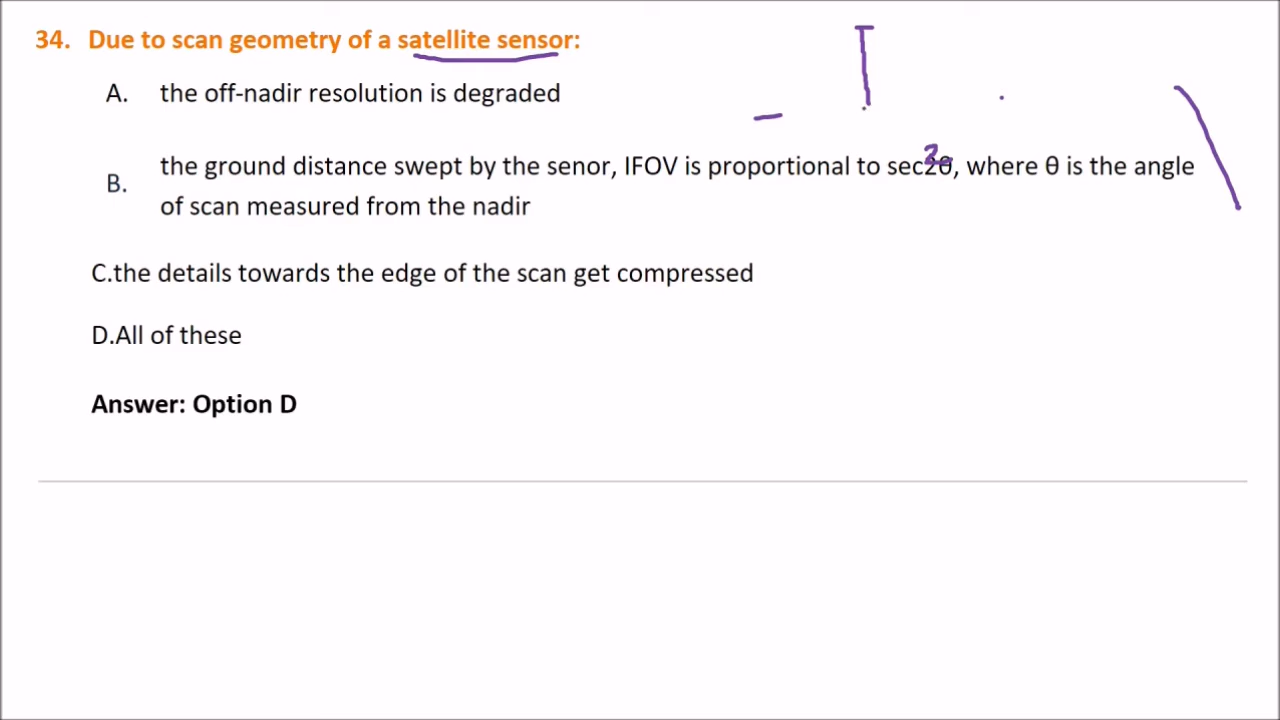 34. Due to scan geometry of a satellite sensor:
A. the off-nadir resolution is degraded
the ground distance swept by the senor, IFOV is proportional to sec2θ, where θ is the angle
B.
of scan measured from the nadir
C.the details towards the edge of the scan get compressed
D.All of these
Answer: Option D